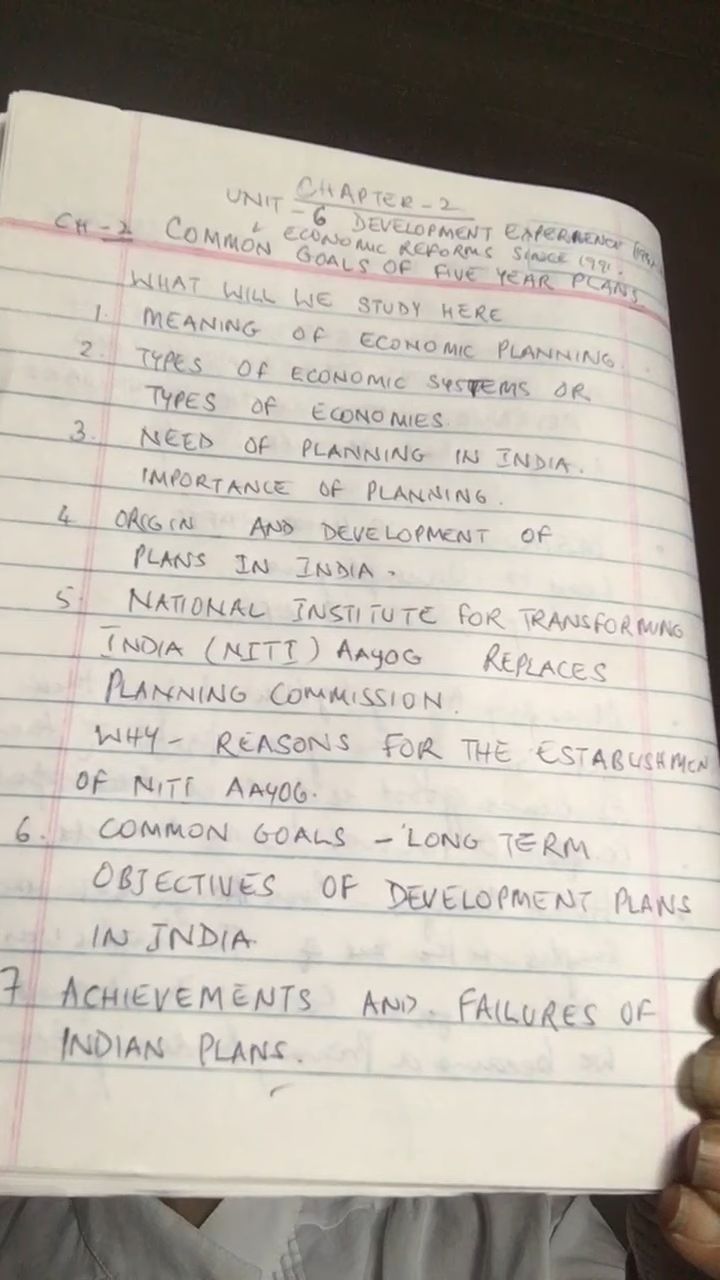 CHAPTER-2
UNIT -6 DEVELOPMENT EXPERIENCE
& ECONOMIC REFORMS SINCE 1991.
CH-2 COMMON GOALS OF FIVE YEAR PLANS
WHAT WILL WE STUDY HERE
1. MEANING OF ECONOMIC PLANNING.
2. TYPES OF ECONOMIC SYSTEMS OR
TYPES OF ECONOMIES.
3. NEED OF PLANNING IN INDIA.
IMPORTANCE OF PLANNING.
4 ORIGIN AND DEVELOPMENT OF
PLANS IN INDIA.
5. NATIONAL INSTITUTE FOR TRANSFORMING
INDIA (NITI) AAYOG REPLACES
PLANNING COMMISSION.
WHY - REASONS FOR THE ESTABLISHMEN
OF NITI AAYOG.
6. COMMON GOALS - LONG TERM
OBJECTIVES OF DEVELOPMENT PLANS
IN INDIA.
7 ACHIEVEMENTS AND FAILURES OF
INDIAN PLANS.